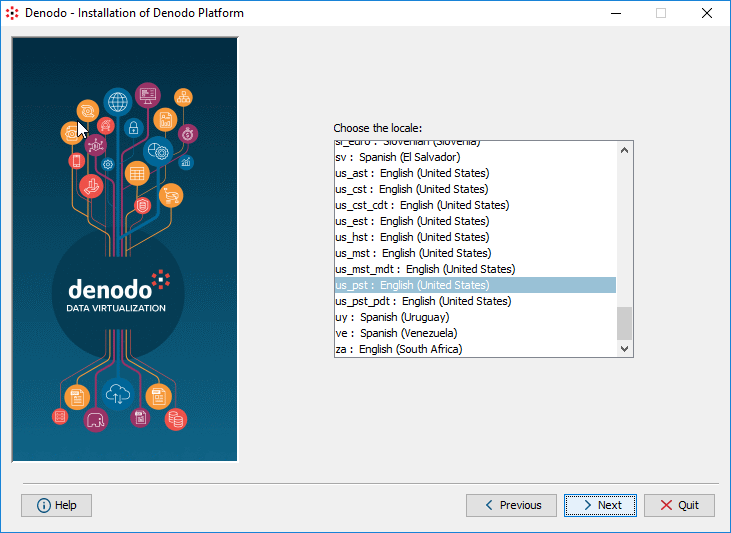 Denodo - Installation of Denodo Platform
denodo
DATA VIRTUALIZATION
Choose the locale:
si_euro : Slovenian (Slovenia)
sv : Spanish (El Salvador)
us_ast : English (United States)
us_cst : English (United States)
us_cst_cdt : English (United States)
us_est : English (United States)
us_hst : English (United States)
us_mst : English (United States)
us_mst_mdt : English (United States)
us_pst : English (United States)
us_pst_pdt : English (United States)
uy : Spanish (Uruguay)
ve : Spanish (Venezuela)
za : English (South Africa)
Help
Previous
Next
Quit